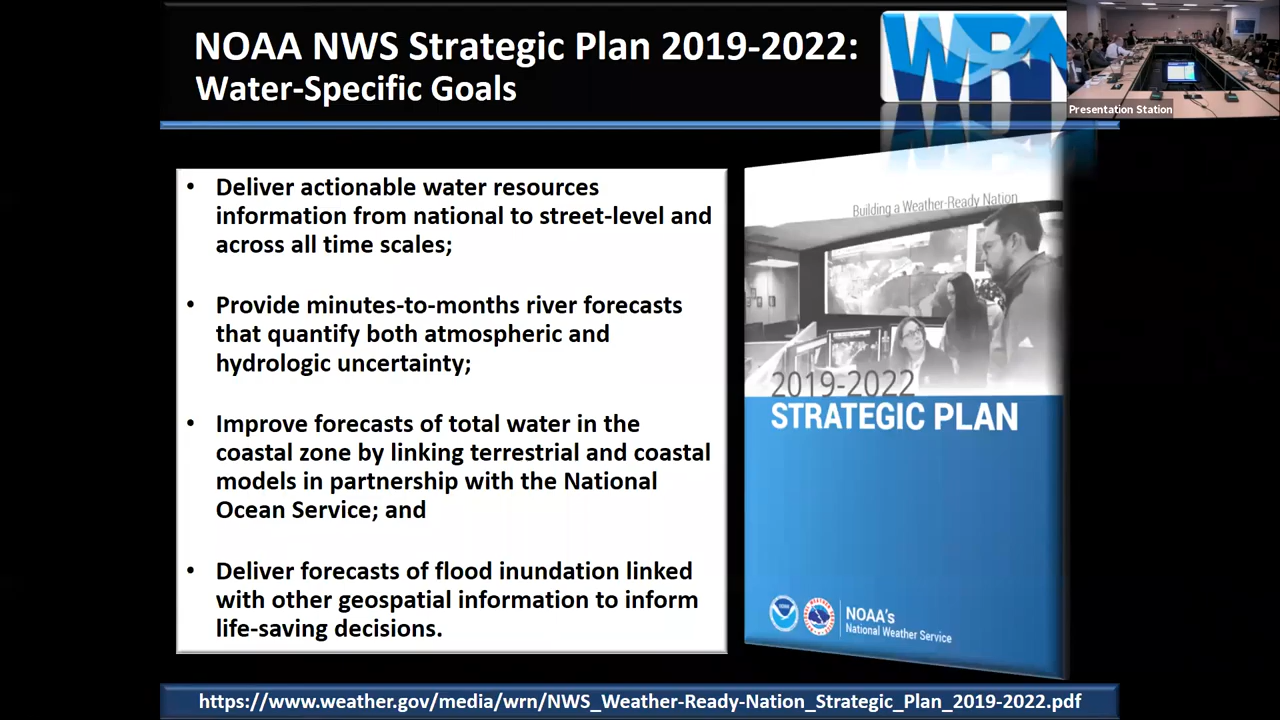 NOAA NWS Strategic Plan 2019-2022:
Water-Specific Goals
WRN
Presentation Station
• Deliver actionable water resources
information from national to street-level and
across all time scales;
• Provide minutes-to-months river forecasts
that quantify both atmospheric and
hydrologic uncertainty;
• Improve forecasts of total water in the
coastal zone by linking terrestrial and coastal
models in partnership with the National
Ocean Service; and
• Deliver forecasts of flood inundation linked
with other geospatial information to inform
life-saving decisions.
Building a Weather-Ready Nation
2019-2022
STRATEGIC PLAN
NOAA's
National Weather Service
https://www.weather.gov/media/wrn/NWS_Weather-Ready-Nation_Strategic_Plan_2019-2022.pdf